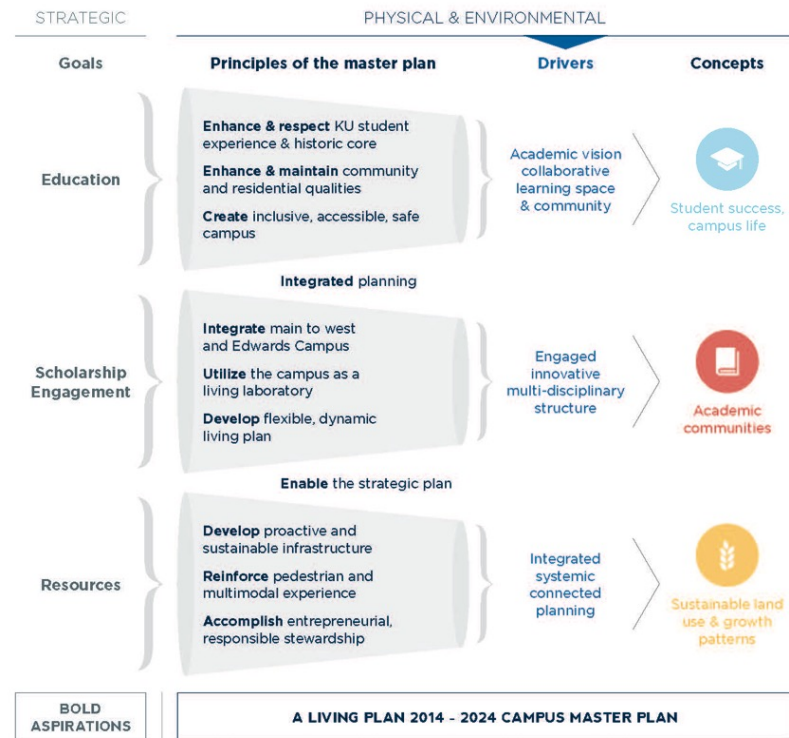 STRATEGIC
PHYSICAL & ENVIRONMENTAL
Goals
Principles of the master plan
Drivers
Concepts
Education
Enhance & respect KU student
experience & historic core
Enhance & maintain community
and residential qualities
Create inclusive, accessible, safe
campus
Academic vision
collaborative
learning space
& community
Student success,
campus life
Integrated planning
Scholarship
Engagement
Integrate main to west
and Edwards Campus
Utilize the campus as a
living laboratory
Develop flexible, dynamic
living plan
Engaged
innovative
multi-disciplinary
structure
Academic
communities
Enable the strategic plan
Resources
Develop proactive and
sustainable infrastructure
Reinforce pedestrian and
multimodal experience
Accomplish entrepreneurial,
responsible stewardship
Integrated
systemic
connected
planning
Sustainable land
use & growth
patterns
BOLD
ASPIRATIONS
A LIVING PLAN 2014 - 2024 CAMPUS MASTER PLAN